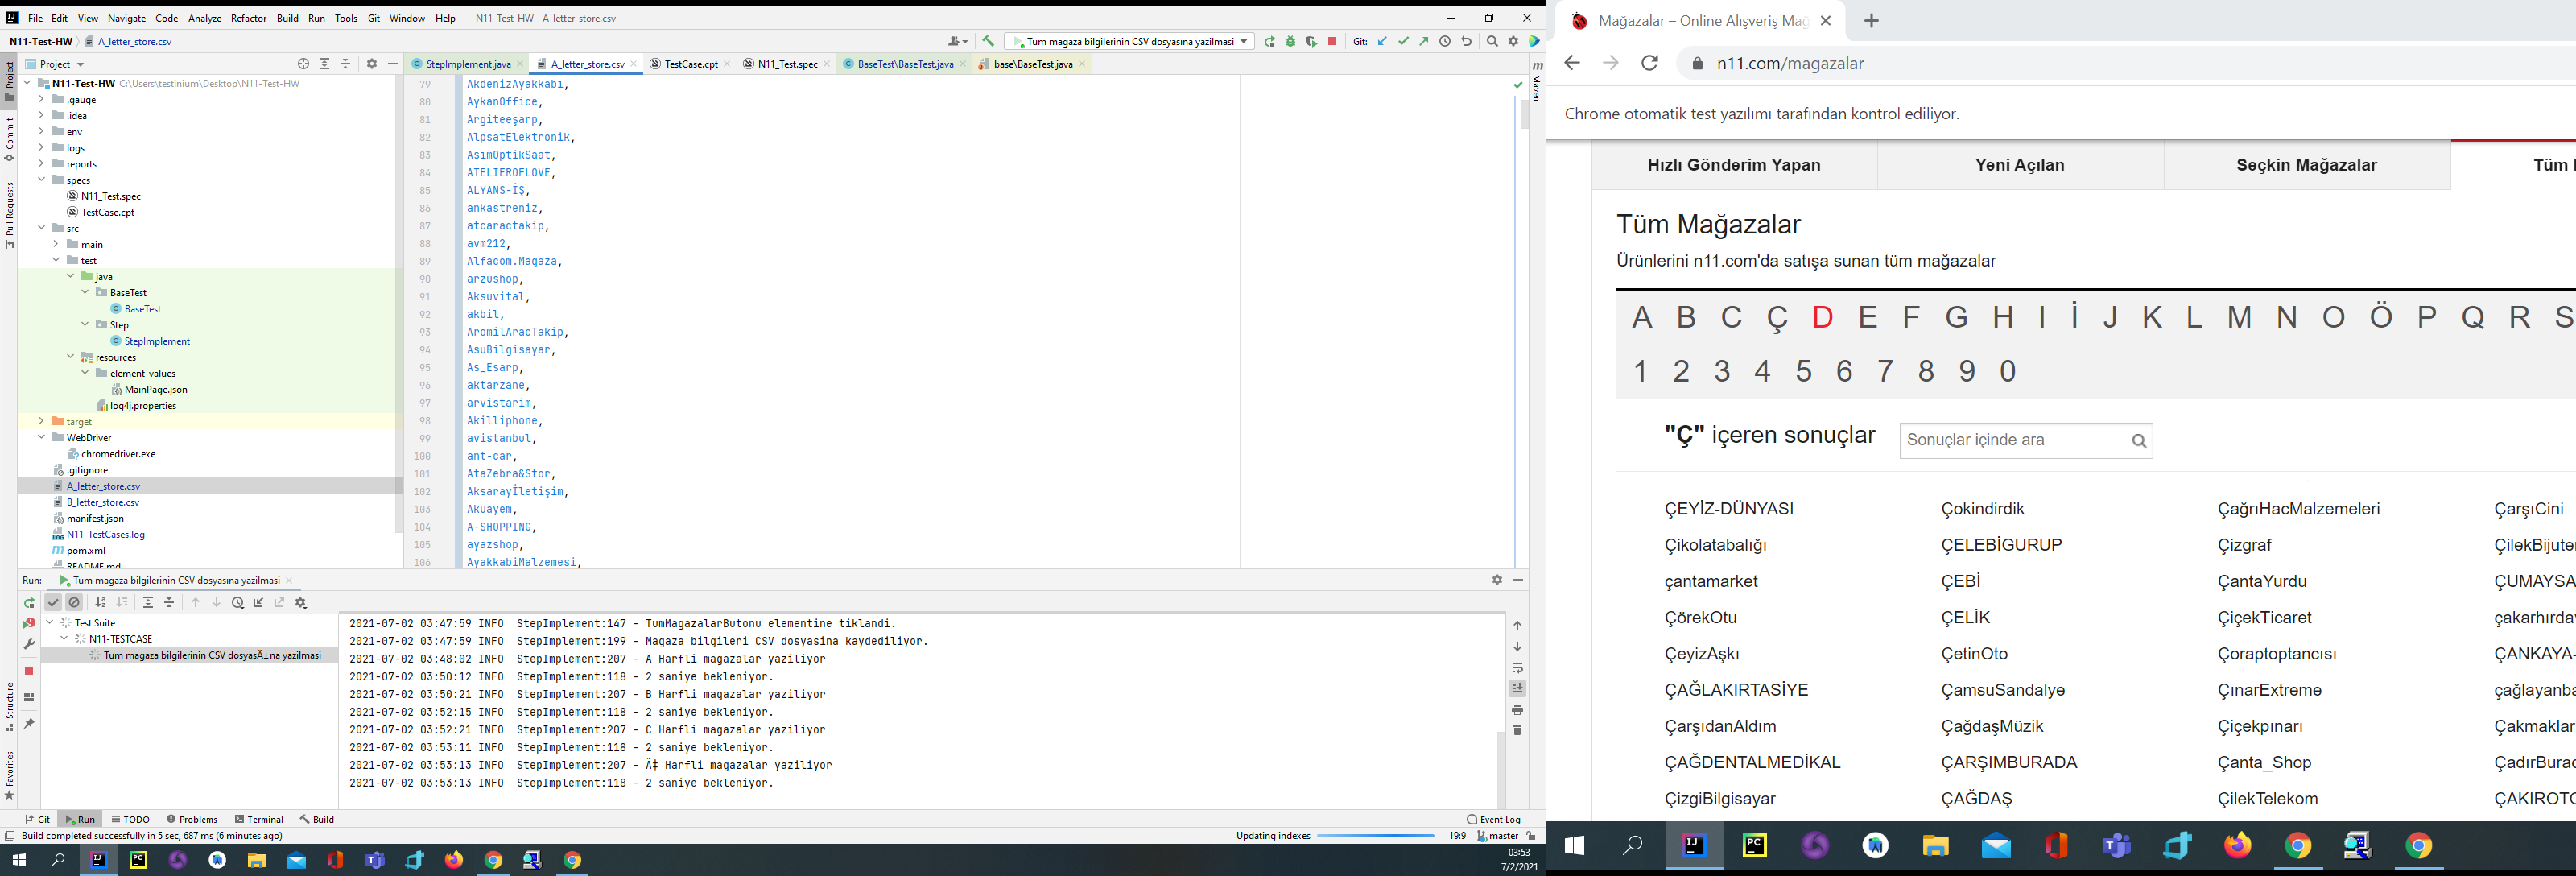 File Edit View Navigate Code Analyze Refactor Build Run Tools Git Window Help N11-Test-HW - A_letter_store.csv
N11-Test-HW A_letter_store.csv
Tum magaza bilgilerinin CSV dosyasına yazilmasi
Git:
Project
StepImplement.java A_letter_store.csv TestCase.cpt N11_Test.spec BaseTest\BaseTest.java base\BaseTest.java
Project
Commit
Pull Requests
Structure
Favorites
Maven
N11-Test-HW C:\Users\testinium\Desktop\N11-Test-HW
.gauge
.idea
env
logs
reports
specs
N11_Test.spec
TestCase.cpt
src
main
test
java
BaseTest
BaseTest
Step
StepImplement
resources
element-values
MainPage.json
log4j.properties
target
WebDriver
chromedriver.exe
.gitignore
A_letter_store.csv
B_letter_store.csv
manifest.json
N11_TestCases.log
pom.xml
README.md
79 AkdenizAyakkabı,
80 AykanOffice,
81 Argiteeşarp,
82 AlpsatElektronik,
83 AsımOptikSaat,
84 ATELIEROFLOVE,
85 ALYANS-İŞ,
86 ankastreniz,
87 atcaractakip,
88 avm212,
89 Alfacom.Magaza,
90 arzushop,
91 Aksuvital,
92 akbil,
93 AromilAracTakip,
94 AsuBilgisayar,
95 As_Esarp,
96 aktarzane,
97 arvistarim,
98 Akilliphone,
99 avistanbul,
100 ant-car,
101 AtaZebra&Stor,
102 Aksarayİletişim,
103 Akuayem,
104 A-SHOPPING,
105 ayazshop,
106 AyakkabiMalzemesi,
Run: Tum magaza bilgilerinin CSV dosyasına yazilmasi
Test Suite
N11-TESTCASE
Tum magaza bilgilerinin CSV dosyasÄ±na yazilmasi
2021-07-02 03:47:59 INFO StepImplement:147 - TumMagazalarButonu elementine tiklandi.
2021-07-02 03:47:59 INFO StepImplement:199 - Magaza bilgileri CSV dosyasina kaydediliyor.
2021-07-02 03:48:02 INFO StepImplement:207 - A Harfli magazalar yaziliyor
2021-07-02 03:50:12 INFO StepImplement:118 - 2 saniye bekleniyor.
2021-07-02 03:50:21 INFO StepImplement:207 - B Harfli magazalar yaziliyor
2021-07-02 03:52:15 INFO StepImplement:118 - 2 saniye bekleniyor.
2021-07-02 03:52:21 INFO StepImplement:207 - C Harfli magazalar yaziliyor
2021-07-02 03:53:11 INFO StepImplement:118 - 2 saniye bekleniyor.
2021-07-02 03:53:13 INFO StepImplement:207 - Ã‡ Harfli magazalar yaziliyor
2021-07-02 03:53:13 INFO StepImplement:118 - 2 saniye bekleniyor.
Git Run TODO Problems Terminal Build Event Log
Build completed successfully in 5 sec, 687 ms (6 minutes ago) Updating indexes 19:9 master
03:53
7/2/2021
Mağazalar – Online Alışveriş Mağ
n11.com/magazalar
Chrome otomatik test yazılımı tarafından kontrol ediliyor.
Hızlı Gönderim Yapan Yeni Açılan Seçkin Mağazalar Tüm
Tüm Mağazalar
Ürünlerini n11.com'da satışa sunan tüm mağazalar
A B C Ç D E F G H I İ J K L M N O Ö P Q R S
1 2 3 4 5 6 7 8 9 0
"Ç" içeren sonuçlar Sonuçlar içinde ara
ÇEYİZ-DÜNYASI Çokindirdik ÇağrıHacMalzemeleri ÇarşıCini
Çikolatabalığı ÇELEBİGURUP Çizgraf ÇilekBijuter
çantamarket ÇEBİ ÇantaYurdu ÇUMAYSA
ÇörekOtu ÇELİK ÇiçekTicaret çakarhırdav
ÇeyizAşkı ÇetinOto Çoraptoptancısı ÇANKAYA-
ÇAĞLAKIRTASİYE ÇamsuSandalye ÇınarExtreme çağlayanba
ÇarşıdanAldım ÇağdaşMüzik Çiçekpınarı Çakmaklar
ÇAĞDENTALMEDİKAL ÇARŞIMBURADA Çanta_Shop ÇadırBurad
ÇizgiBilgisayar ÇAĞDAŞ ÇilekTelekom ÇAKIROTO